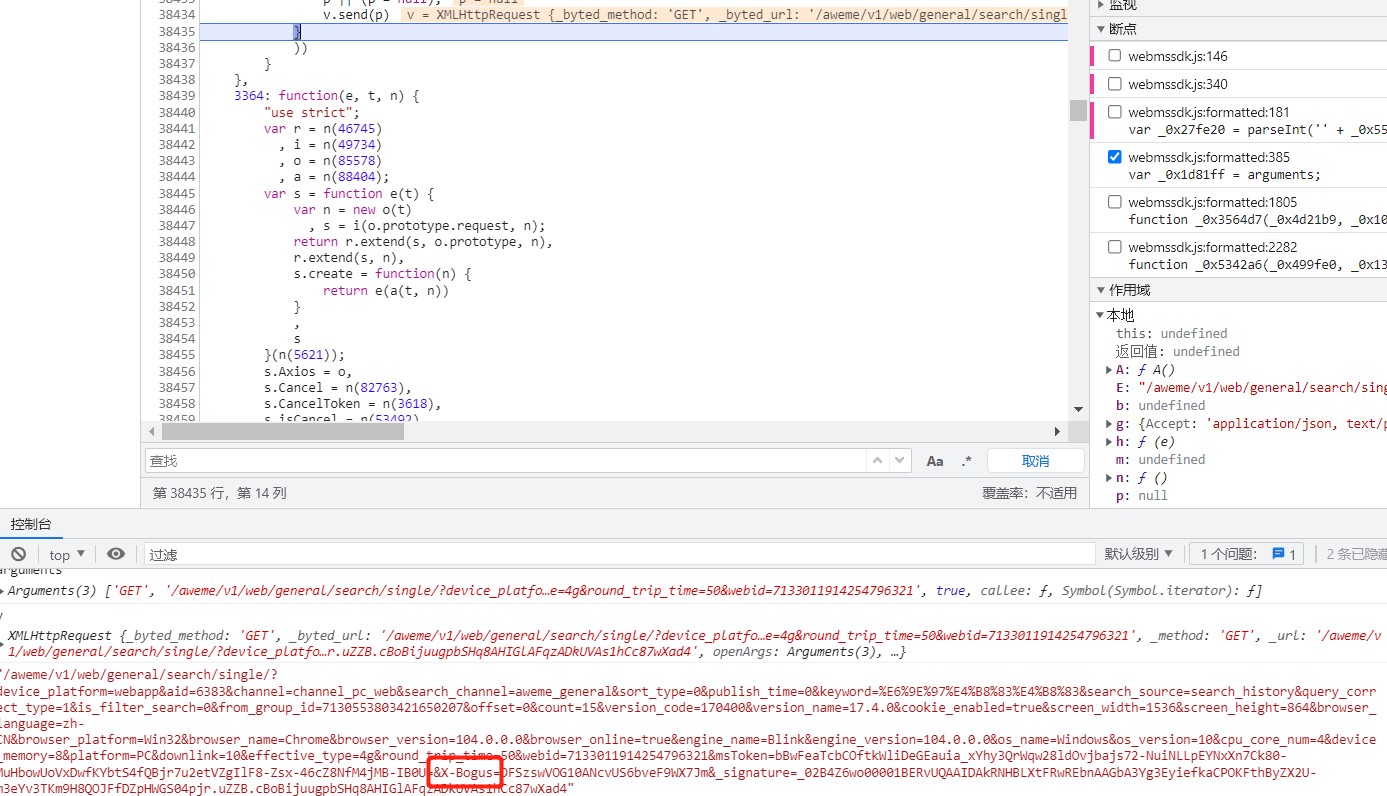 38434 v.send(p) v = XMLHttpRequest {_byted_method: 'GET', _byted_url: '/aweme/v1/web/general/search/singl
38435 }
38436 ))
38437 }
38438 },
38439 3364: function(e, t, n) {
38440 "use strict";
38441 var r = n(46745)
38442 , i = n(49734)
38443 , o = n(85578)
38444 , a = n(88404);
38445 var s = function e(t) {
38446 var n = new o(t)
38447 , s = i(o.prototype.request, n);
38448 return r.extend(s, o.prototype, n),
38449 r.extend(s, n),
38450 s.create = function(n) {
38451 return e(a(t, n))
38452 }
38453 ,
38454 s
38455 }(n(5621));
38456 s.Axios = o,
38457 s.Cancel = n(82763),
38458 s.CancelToken = n(3618),
38459 s.isCancel = n(53492)
查找
Aa .* 取消
第 38435 行，第 14 列 覆盖率：不适用
监视
断点
webmssdk.js:146
webmssdk.js:340
webmssdk.js:formatted:181
var _0x27fe20 = parseInt('' + _0x55
webmssdk.js:formatted:385
var _0x1d81ff = arguments;
webmssdk.js:formatted:1805
function _0x3564d7(_0x4d21b9, _0x10
webmssdk.js:formatted:2282
function _0x5342a6(_0x499fe0, _0x13
作用域
本地
this: undefined
返回值: undefined
A: ƒ A()
E: "/aweme/v1/web/general/search/sing
b: undefined
g: {Accept: 'application/json, text/p
h: ƒ (e)
m: undefined
n: ƒ ()
p: null
控制台
top 过滤 默认级别 1 个问题: 1 2 条已隐藏
arguments
Arguments(3) ['GET', '/aweme/v1/web/general/search/single/?device_platfo…e=4g&round_trip_time=50&webid=7133011914254796321', true, callee: ƒ, Symbol(Symbol.iterator): ƒ]
v
XMLHttpRequest {_byted_method: 'GET', _byted_url: '/aweme/v1/web/general/search/single/?device_platfo…e=4g&round_trip_time=50&webid=7133011914254796321', _method: 'GET', _url: '/aweme/v
1/web/general/search/single/?device_platfo…r.uZZB.cBoBijuugpbSHq8AHIGlAFqzADkUVAs1hCc87wXad4', openArgs: Arguments(3), …}
'/aweme/v1/web/general/search/single/?
device_platform=webapp&aid=6383&channel=channel_pc_web&search_channel=aweme_general&sort_type=0&publish_time=0&keyword=%E6%9E%97%E4%B8%83%E4%B8%83&search_source=search_history&query_corr
ect_type=1&is_filter_search=0&from_group_id=7130553803421650207&offset=0&count=15&version_code=170400&version_name=17.4.0&cookie_enabled=true&screen_width=1536&screen_height=864&browser_
language=zh-
CN&browser_platform=Win32&browser_name=Chrome&browser_version=104.0.0.0&browser_online=true&engine_name=Blink&engine_version=104.0.0.0&os_name=Windows&os_version=10&cpu_core_num=4&device
_memory=8&platform=PC&downlink=10&effective_type=4g&round_trip_time=50&webid=7133011914254796321&msToken=bBwFeaTcbCOftkWliDeGEauia_xYhy3QrWqw28ldOvjbajs72-NuiNLLpEYNxXn7Ck80-
MuHbowUoVxDwfKYbtS4fQBjr7u2etVZgIlF8-Zsx-46cZ8NfM4jMB-IB0U=&X-Bogus=DFSzswVOG10ANcvUS6bveF9WX7Jm&_signature=_02B4Z6wo00001BERvUQAAIDAkRNHBLXtFRwREbnAAGbA3Yg3EyiefkaCPOKFthByZX2U-
m3eYv3TKm9H8QOJFfDZpHWGS04pjr.uZZB.cBoBijuugpbSHq8AHIGlAFqzADkUVAs1hCc87wXad4"